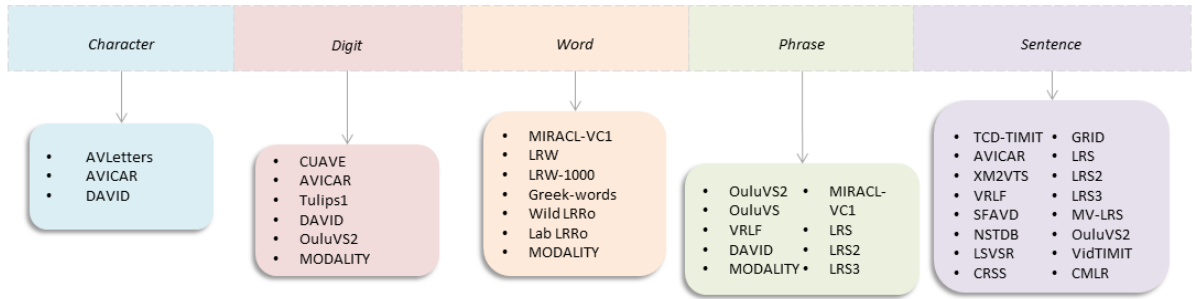 Character
Digit
Word
Phrase
Sentence
• AVLetters
• AVICAR
• DAVID
• CUAVE
• AVICAR
• Tulips1
• DAVID
• OuluVS2
• MODALITY
• MIRACL-VC1
• LRW
• LRW-1000
• Greek-words
• Wild LRRo
• Lab LRRo
• MODALITY
• OuluVS2
• OuluVS
• VRLF
• DAVID
• MODALITY
• MIRACL-
VC1
• LRS
• LRS2
• LRS3
• TCD-TIMIT
• AVICAR
• XM2VTS
• VRLF
• SFAVD
• NSTDB
• LSVSR
• CRSS
• GRID
• LRS
• LRS2
• LRS3
• MV-LRS
• OuluVS2
• VidTIMIT
• CMLR